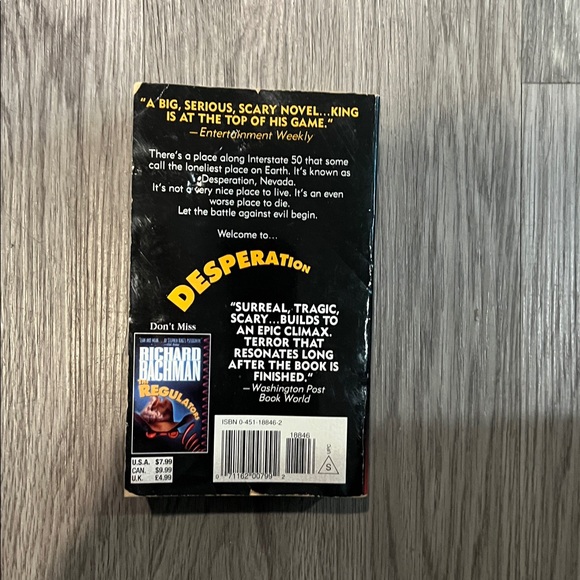 "A BIG, SERIOUS, SCARY NOVEL...KING
IS AT THE TOP OF HIS GAME."
—Entertainment Weekly
There's a place along Interstate 50 that some
call the loneliest place on Earth. It's known as
Desperation, Nevada.
It's not a very nice place to live. It's an even
worse place to die.
Let the battle against evil begin.
Welcome to...
DESPERATION
"SURREAL, TRAGIC,
SCARY...BUILDS TO
AN EPIC CLIMAX.
TERROR THAT
RESONATES LONG
AFTER THE BOOK IS
FINISHED."
—Washington Post
Book World
Don't Miss
RICHARD
BACHMAN
THE
REGULATORS
ISBN 0-451-18846-2
18846
0 71162 00799 2
UPC
S
U.S.A. $7.99
CAN. $9.99
U.K. £4.99